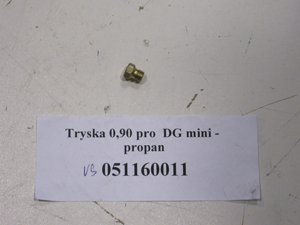 Tryska 0,90 pro DG mini -
propan
VS 051160011